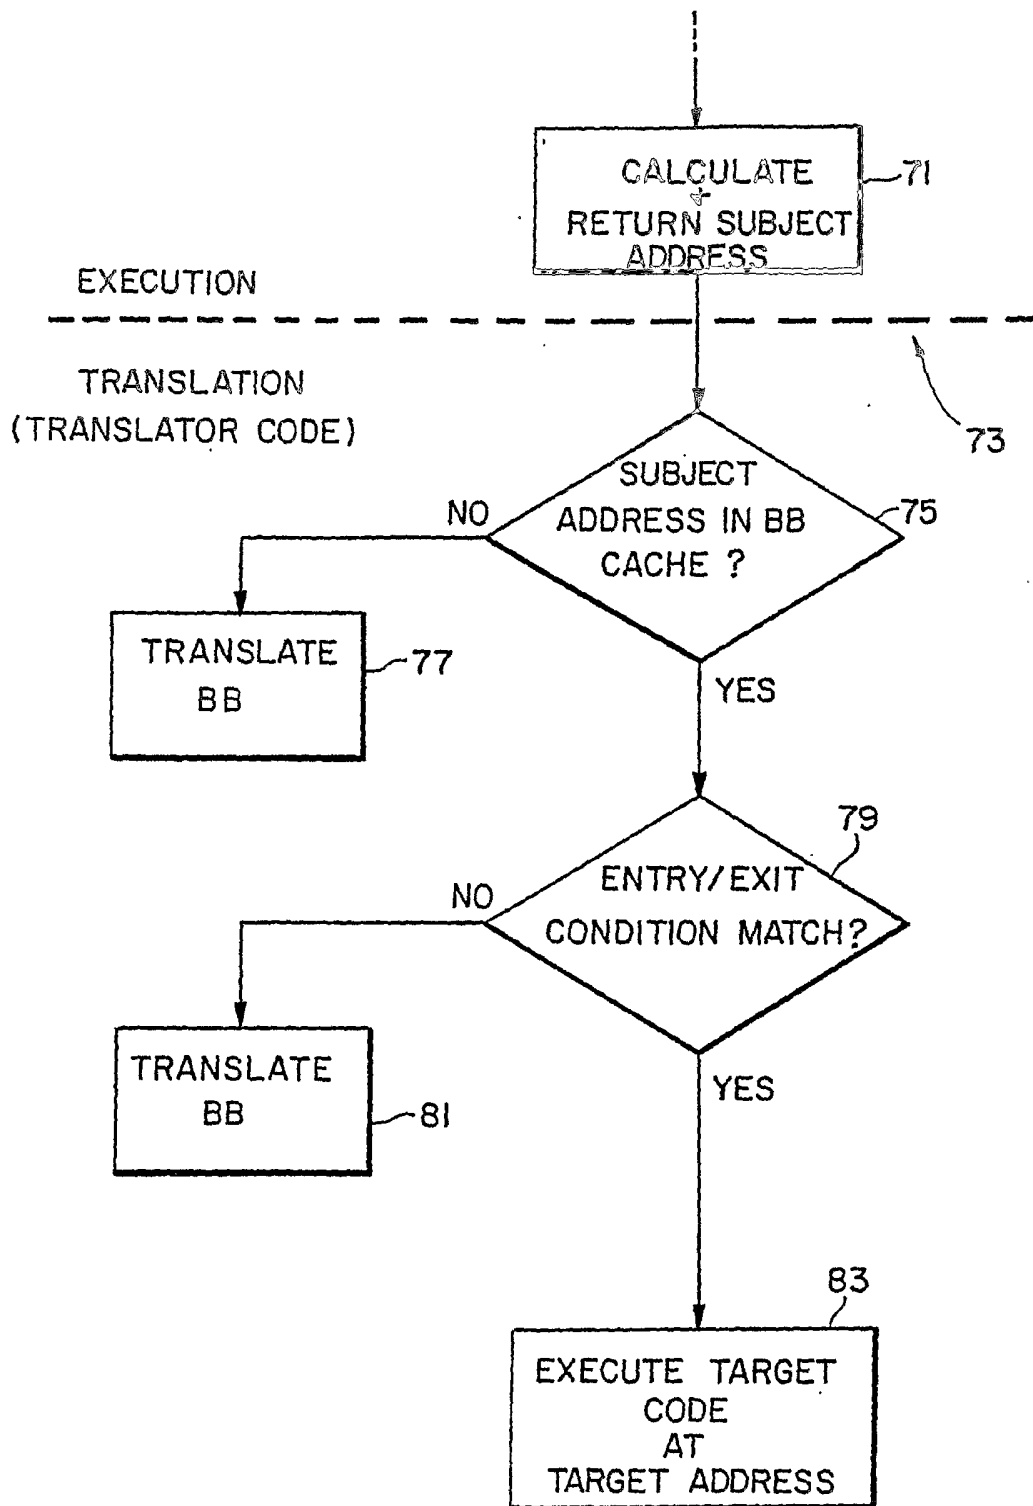 CALCULATE
+
RETURN SUBJECT
ADDRESS
71
EXECUTION
TRANSLATION
(TRANSLATOR CODE)
73
SUBJECT
ADDRESS IN BB
CACHE ?
75
NO
TRANSLATE
BB
77
YES
79
ENTRY/EXIT
CONDITION MATCH?
NO
TRANSLATE
BB
81
YES
83
EXECUTE TARGET
CODE
AT
TARGET ADDRESS